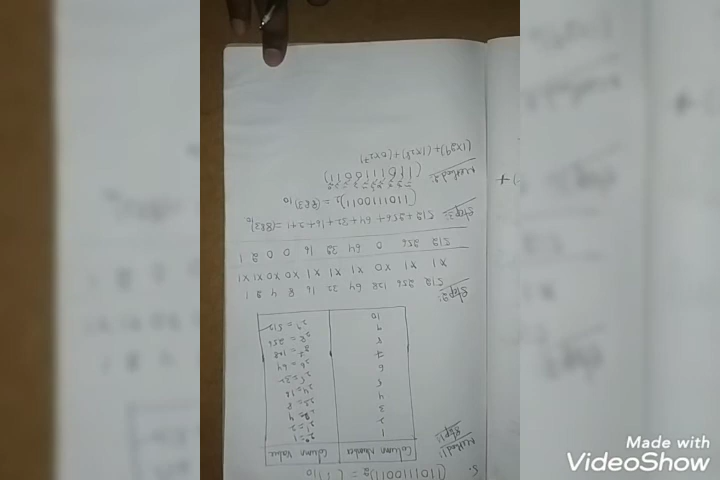 5. (1101110011)2 = ( )10
Method 1:
Step 1:
Column Number Column Value
1 2⁰=1
2 2¹=2
3 2²=4
4 2³=8
5 2⁴=16
6 2⁵=32
7 2⁶=64
8 2⁷=128
9 2⁸=256
10 2⁹=512
Step 2:
512 256 128 64 32 16 8 4 2 1
X1 X1 X0 X1 X1 X1 X0 X0 X1 X1
512 256 0 64 32 16 0 0 2 1
Step 3:
512+256+64+32+16+2+1=(883)10
(1101110011)2 = (883)10
Method 2:
(1101110011)
(1x2⁹)+(1x2⁸)+(0x2⁷)
) +
Made with
VideoShow